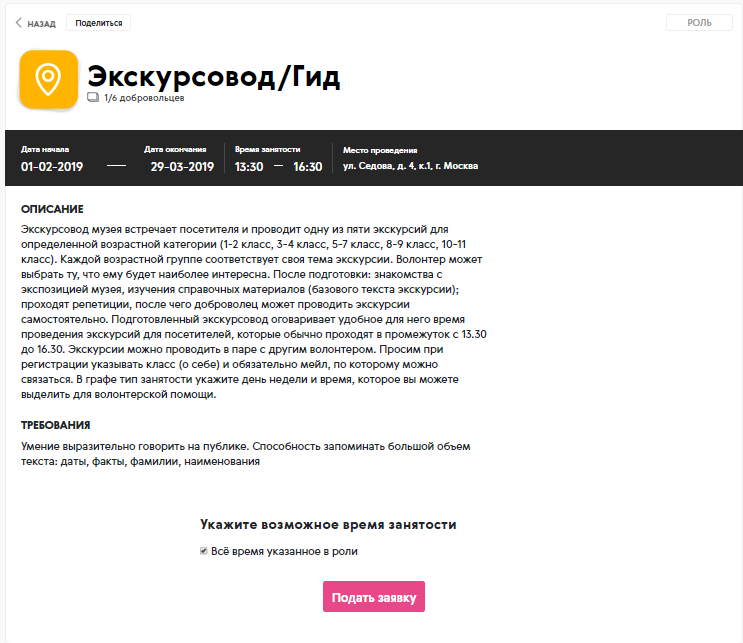 НАЗАД
Поделиться
РОЛЬ
Экскурсовод/Гид
1/6 добровольцев
Дата начала
Дата окончания
Время занятости
Место проведения
01-02-2019 — 29-03-2019
13:30 — 16:30
ул. Седова, д. 4, к.1, г. Москва
ОПИСАНИЕ
Экскурсовод музея встречает посетителя и проводит одну из пяти экскурсий для
определенной возрастной категории (1-2 класс, 3-4 класс, 5-7 класс, 8-9 класс, 10-11
класс). Каждой возрастной группе соответствует своя тема экскурсии. Волонтер может
выбрать ту, что ему будет наиболее интересна. После подготовки: знакомства с
экспозицией музея, изучения справочных материалов (базового текста экскурсии);
проходят репетиции, после чего доброволец может проводить экскурсии
самостоятельно. Подготовленный экскурсовод оговаривает удобное для него время
проведения экскурсий для посетителей, которые обычно проходят в промежуток с 13.30
до 16.30. Экскурсии можно проводить в паре с другим волонтером. Просим при
регистрации указывать класс (о себе) и обязательно мейл, по которому можно
связаться. В графе тип занятости укажите день недели и время, которое вы можете
выделить для волонтерской помощи.
ТРЕБОВАНИЯ
Умение выразительно говорить на публике. Способность запоминать большой объем
текста: даты, факты, фамилии, наименования
Укажите возможное время занятости
Всё время указанное в роли
Подать заявку